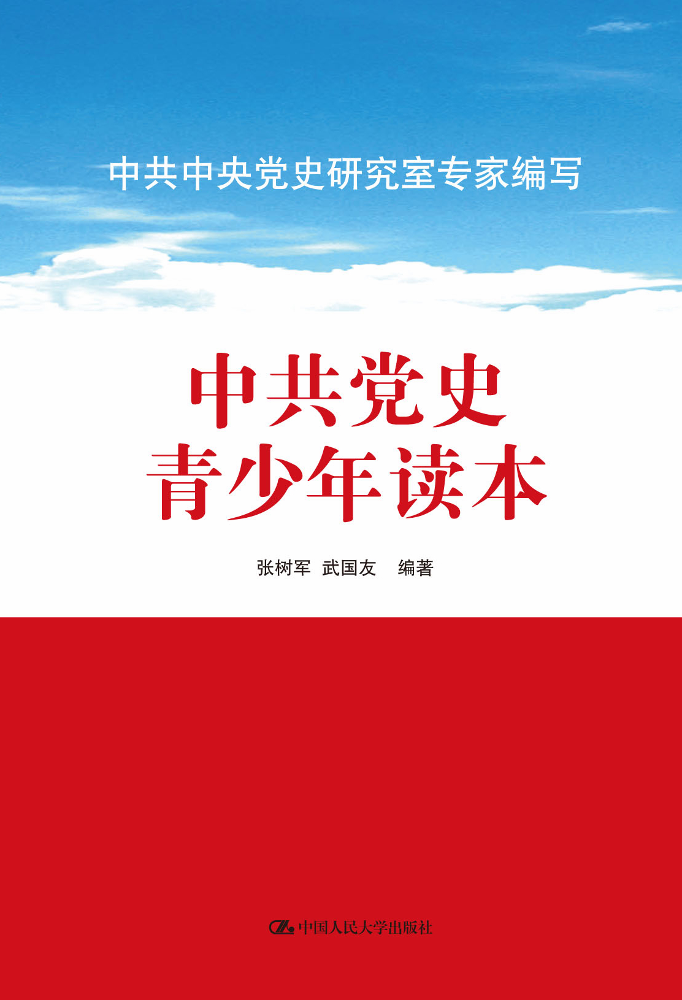 中共中央党史研究室专家编写
中共党史
青少年读本
张树军 武国友 编著
中国人民大学出版社